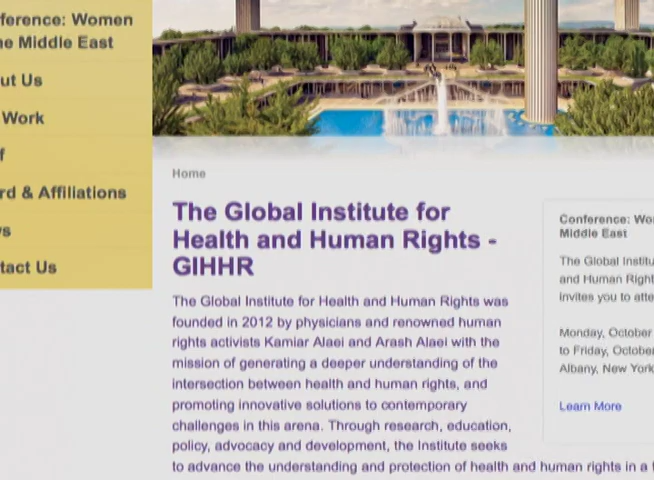 ference: Women
e Middle East
ut Us
Work
f
rd & Affiliations
s
tact Us
Home
The Global Institute for
Health and Human Rights -
GIHHR
The Global Institute for Health and Human Rights was
founded in 2012 by physicians and renowned human
rights activists Kamiar Alaei and Arash Alaei with the
mission of generating a deeper understanding of the
intersection between health and human rights, and
promoting innovative solutions to contemporary
challenges in this arena. Through research, education,
policy, advocacy and development, the Institute seeks
to advance the understanding and protection of health and human rights in a
Conference: Wo
Middle East
The Global Institu
and Human Right
invites you to atte
Monday, October
to Friday, Octobe
Albany, New York
Learn More